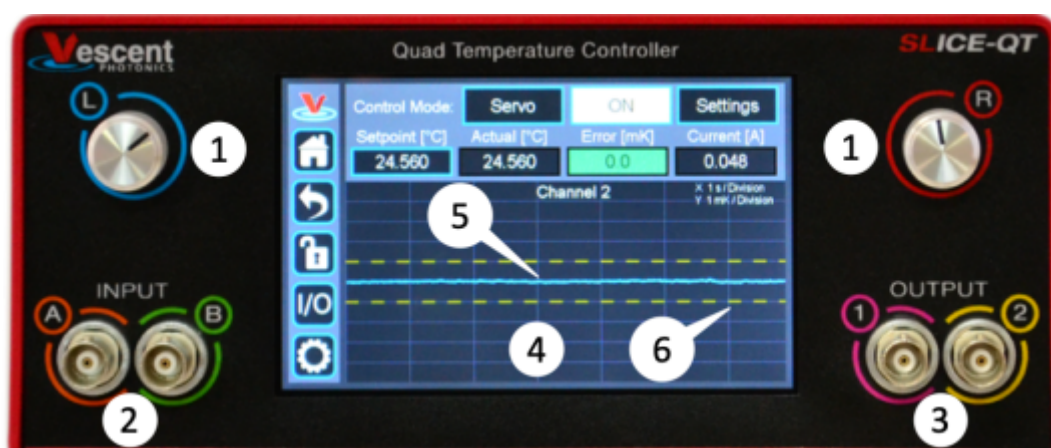 Vescent
PHOTONICS
Quad Temperature Controller
SLICE-QT
L
R
V
Control Mode: Servo ON Settings
Setpoint [°C] Actual [°C] Error [mK] Current [A]
24.560 24.560 0.0 0.048
1
1
Channel 2
X 1 s / Division
Y 1 mK / Division
5
I/O
INPUT
A B
OUTPUT
1 2
4
6
2
3